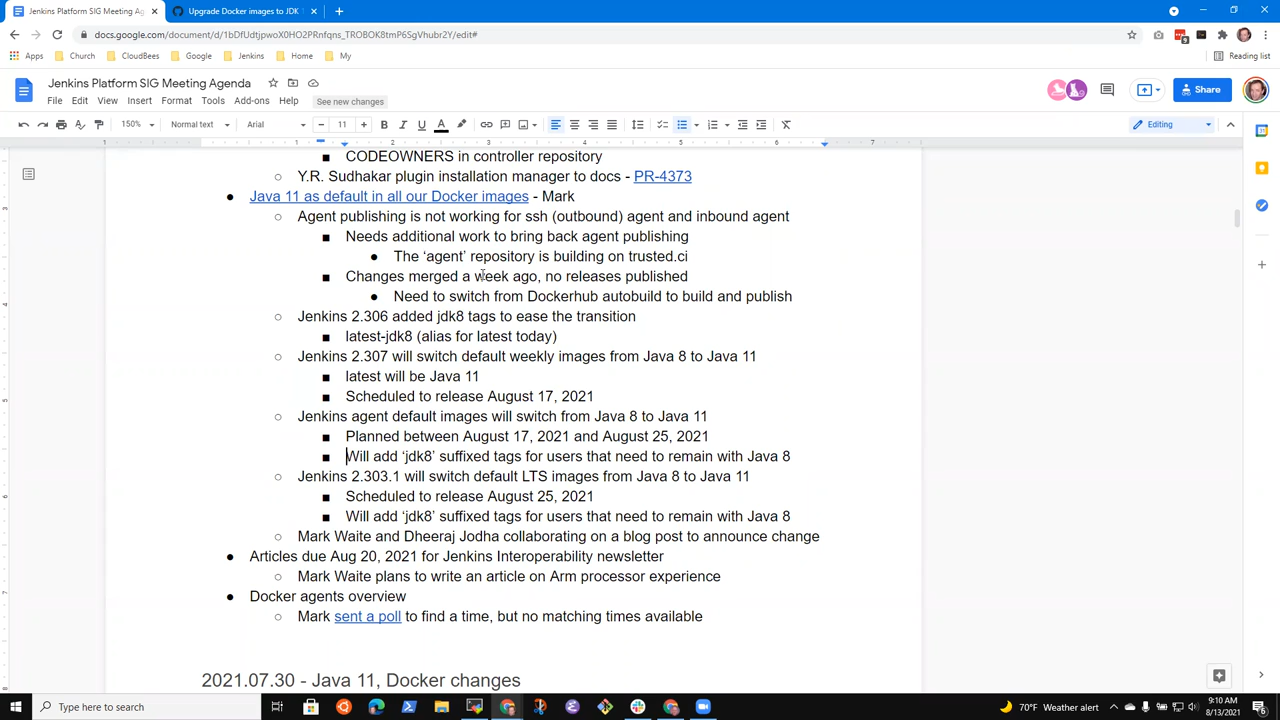 Jenkins Platform SIG Meeting Ag
Upgrade Docker images to JDK
docs.google.com/document/d/1bDfUdtjpwoX0HO2PRnfqns_TROBOK8tmP6SgVhubr2Y/edit#
Apps
Church
CloudBees
Google
Jenkins
Home
My
Reading list
Jenkins Platform SIG Meeting Agenda
Share
File Edit View Insert Format Tools Add-ons Help See new changes
150% Normal text Arial 11 Editing
1 1 2 3 4 5 6 7
■ CODEOWNERS in controller repository
○ Y.R. Sudhakar plugin installation manager to docs - PR-4373
● Java 11 as default in all our Docker images - Mark
○ Agent publishing is not working for ssh (outbound) agent and inbound agent
■ Needs additional work to bring back agent publishing
● The ‘agent’ repository is building on trusted.ci
■ Changes merged a week ago, no releases published
● Need to switch from Dockerhub autobuild to build and publish
○ Jenkins 2.306 added jdk8 tags to ease the transition
■ latest-jdk8 (alias for latest today)
○ Jenkins 2.307 will switch default weekly images from Java 8 to Java 11
■ latest will be Java 11
■ Scheduled to release August 17, 2021
○ Jenkins agent default images will switch from Java 8 to Java 11
■ Planned between August 17, 2021 and August 25, 2021
■ Will add ‘jdk8’ suffixed tags for users that need to remain with Java 8
○ Jenkins 2.303.1 will switch default LTS images from Java 8 to Java 11
■ Scheduled to release August 25, 2021
■ Will add ‘jdk8’ suffixed tags for users that need to remain with Java 8
○ Mark Waite and Dheeraj Jodha collaborating on a blog post to announce change
● Articles due Aug 20, 2021 for Jenkins Interoperability newsletter
○ Mark Waite plans to write an article on Arm processor experience
● Docker agents overview
○ Mark sent a poll to find a time, but no matching times available
2021.07.30 - Java 11, Docker changes
Type here to search
70°F Weather alert
9:10 AM
8/13/2021